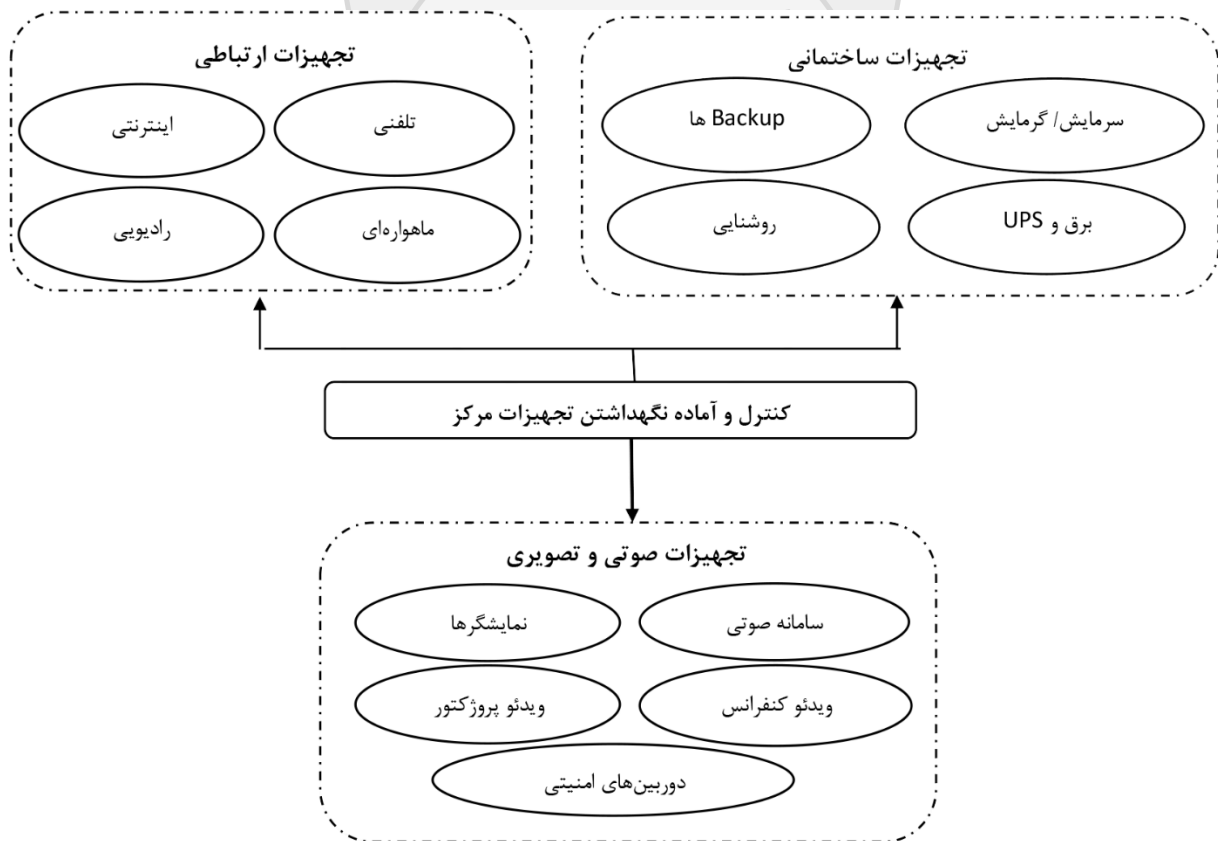 تجهیزات ساختمانی
سرمایش/ گرمایش
Backup ها
برق و UPS
روشنایی
تجهیزات ارتباطی
تلفنی
اینترنتی
ماهواره‌ای
رادیویی
کنترل و آماده نگهداشتن تجهیزات مرکز
تجهیزات صوتی و تصویری
سامانه صوتی
نمایشگرها
ویدئو کنفرانس
ویدئو پروژکتور
دوربین‌های امنیتی